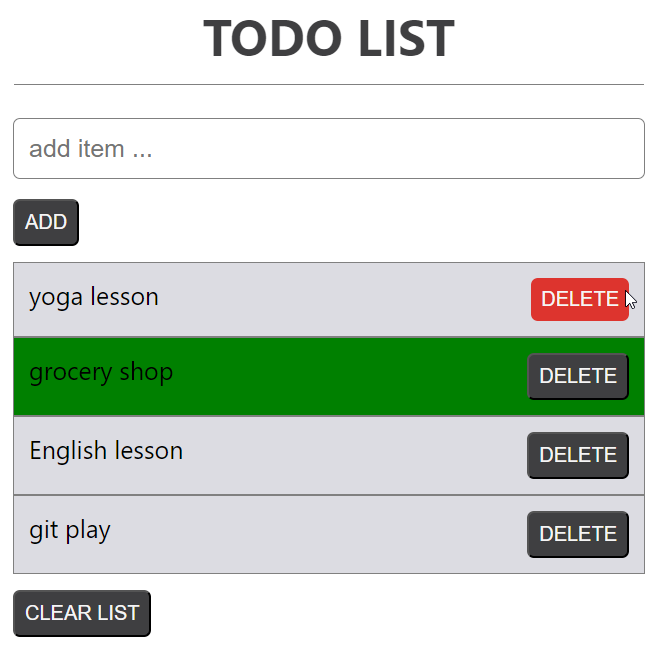 TODO LIST
add item ...
ADD
yoga lesson DELETE
grocery shop DELETE
English lesson DELETE
git play DELETE
CLEAR LIST